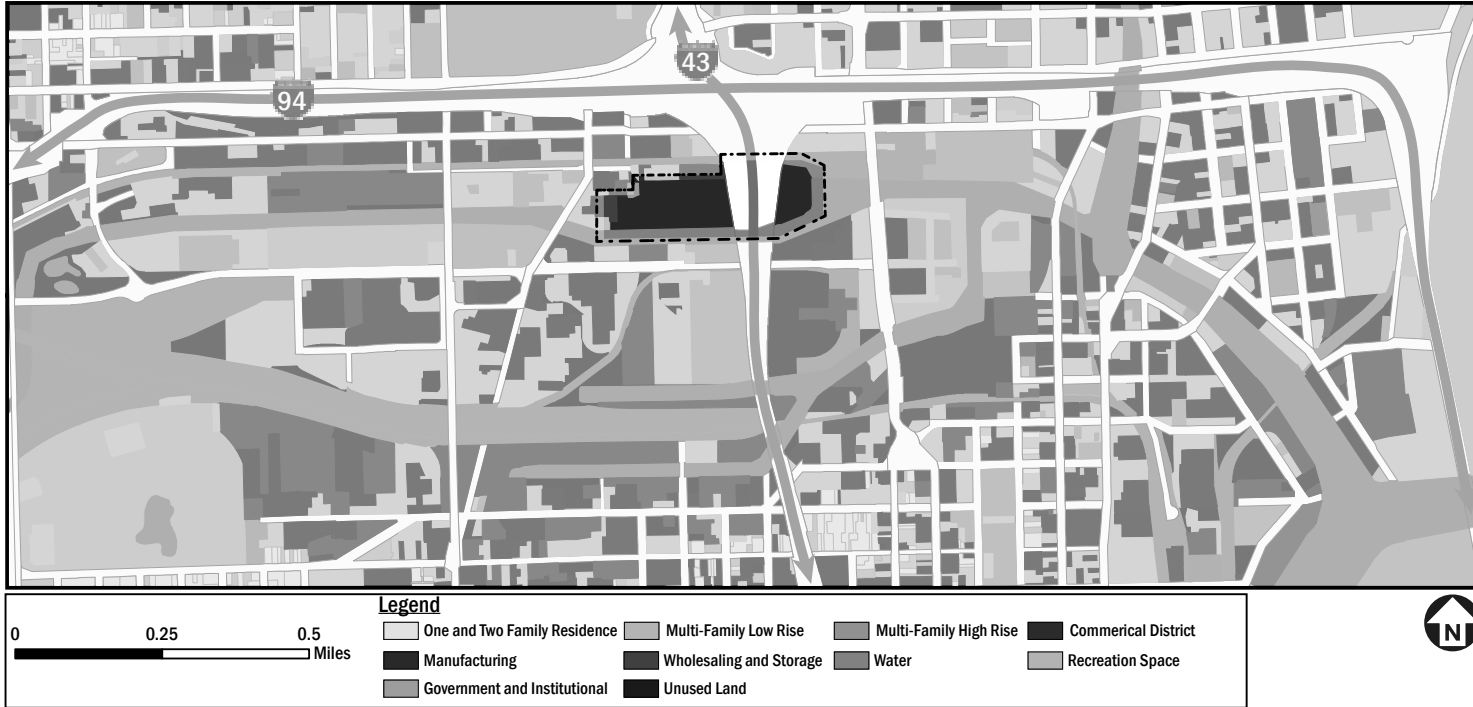 43
94
Legend
0 0.25 0.5
Miles
One and Two Family Residence Multi-Family Low Rise Multi-Family High Rise Commerical District
Manufacturing Wholesaling and Storage Water Recreation Space
Government and Institutional Unused Land
N